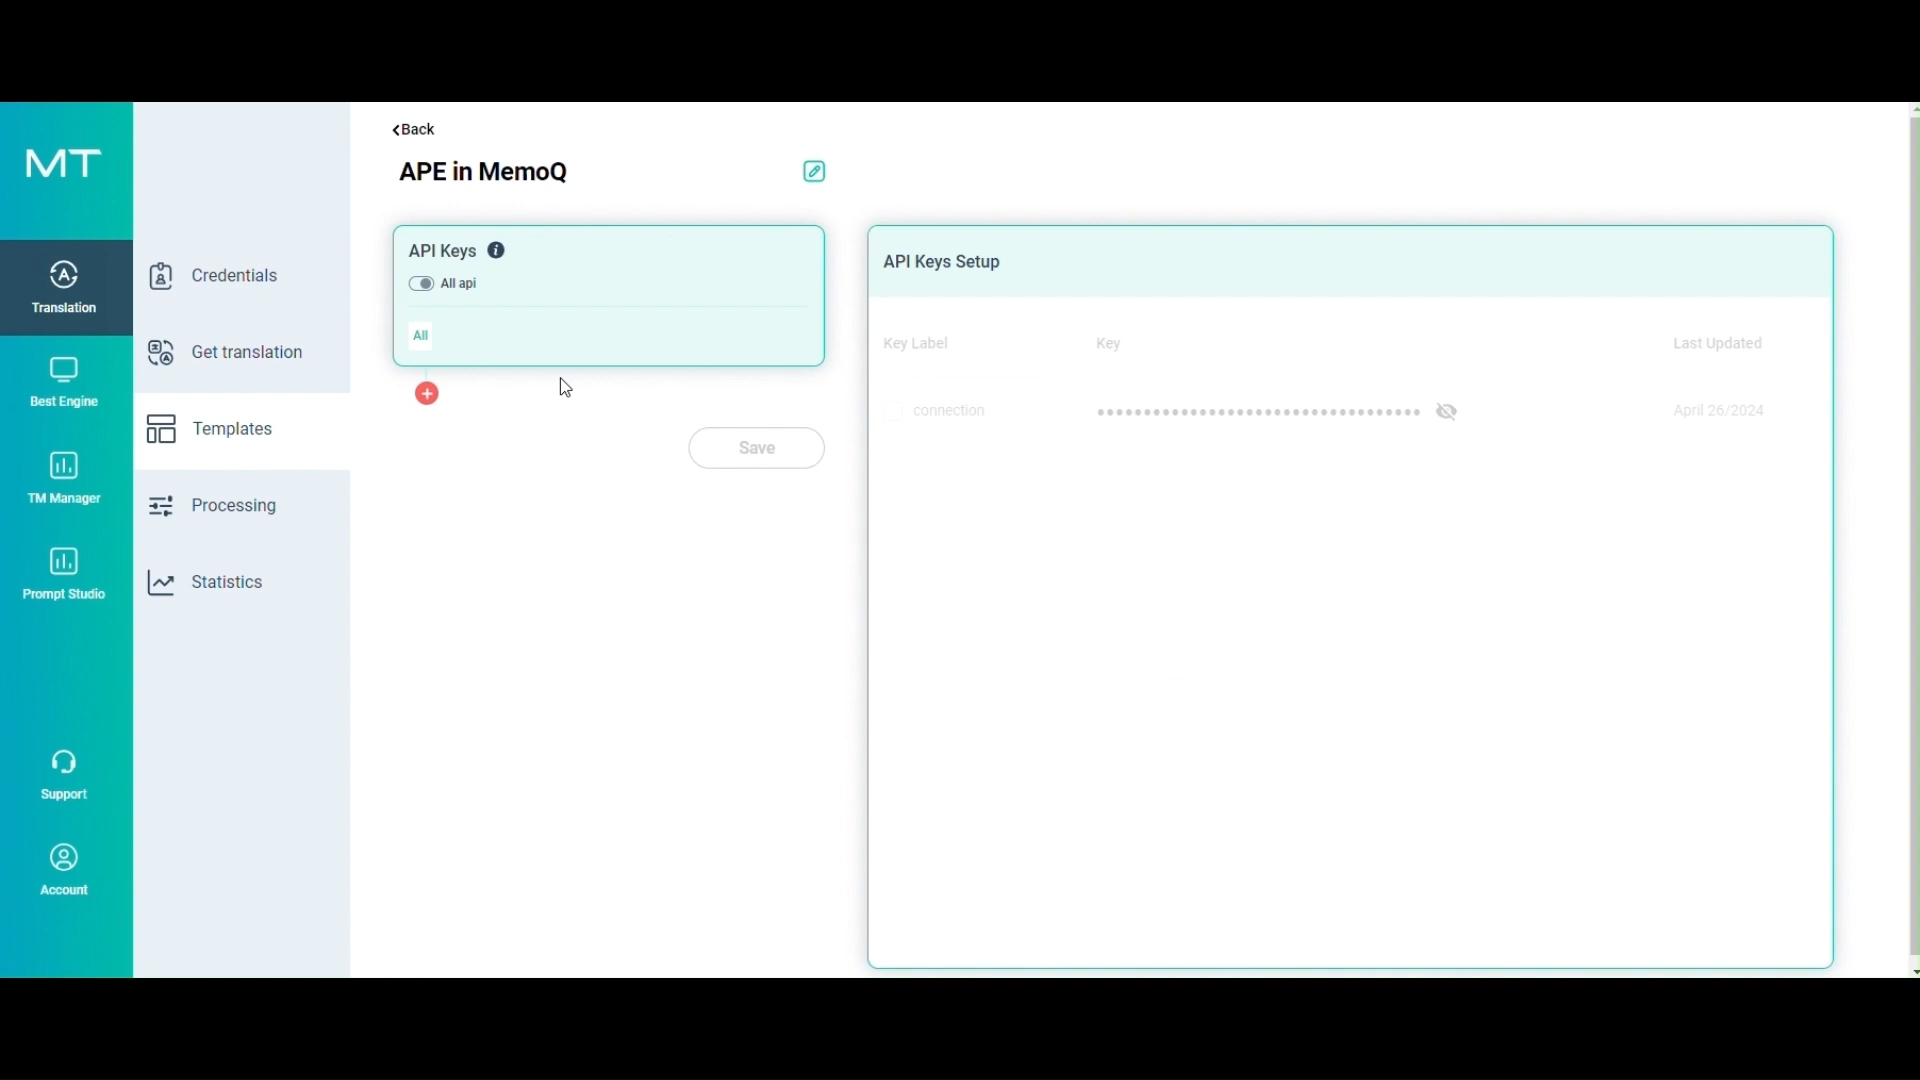 MT
Translation
Best Engine
TM Manager
Prompt Studio
Support
Account
Credentials
Get translation
Templates
Processing
Statistics
Back
APE in MemoQ
API Keys
All api
All
Save
API Keys Setup
Key Label Key Last Updated
connection April 26/2024